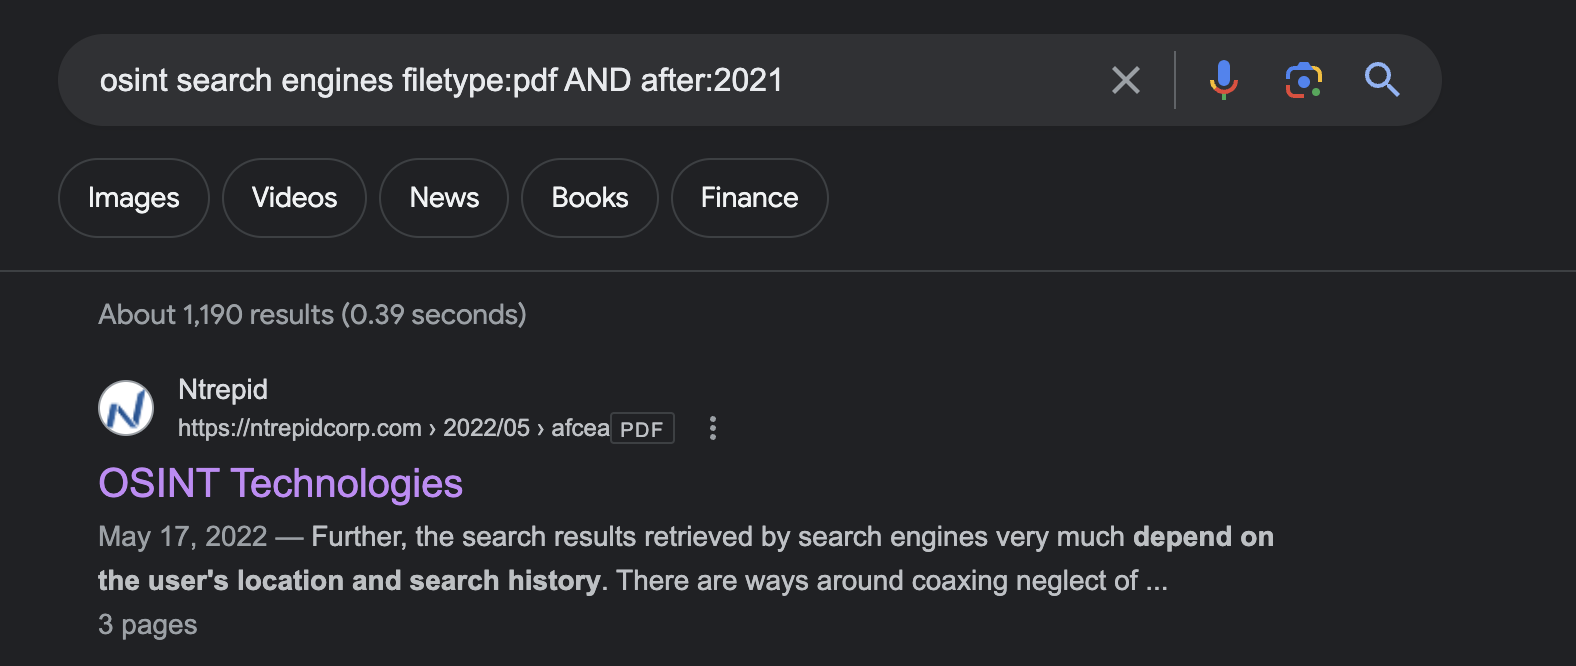 osint search engines filetype:pdf AND after:2021
Images Videos News Books Finance
About 1,190 results (0.39 seconds)
Ntrepid
https://ntrepidcorp.com › 2022/05 › afcea PDF
OSINT Technologies
May 17, 2022 — Further, the search results retrieved by search engines very much depend on
the user's location and search history. There are ways around coaxing neglect of ...
3 pages